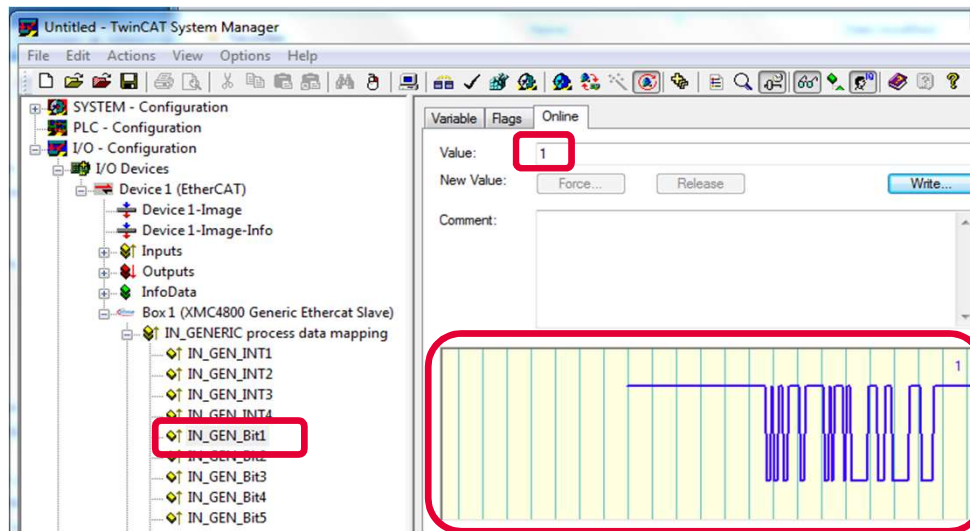 Untitled - TwinCAT System Manager
File Edit Actions View Options Help
SYSTEM - Configuration
PLC - Configuration
I/O - Configuration
I/O Devices
Device 1 (EtherCAT)
Device 1-Image
Device 1-Image-Info
Inputs
Outputs
InfoData
Box 1 (XMC4800 Generic Ethercat Slave)
IN_GENERIC process data mapping
IN_GEN_INT1
IN_GEN_INT2
IN_GEN_INT3
IN_GEN_INT4
IN_GEN_Bit1
IN_GEN_Bit2
IN_GEN_Bit3
IN_GEN_Bit4
IN_GEN_Bit5
Variable Flags Online
Value: 1
New Value: Force... Release Write...
Comment:
1